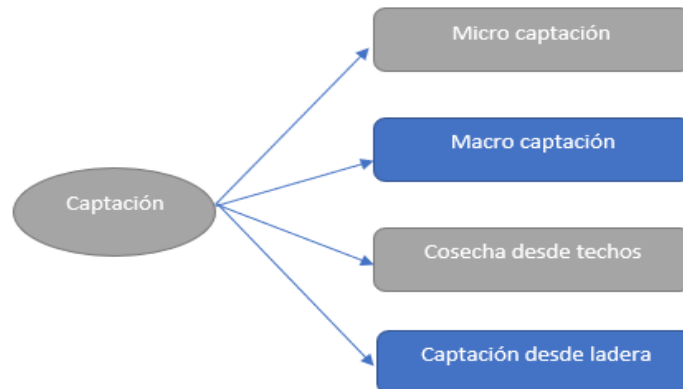 Micro captación
Macro captación
Captación
Cosecha desde techos
Captación desde ladera